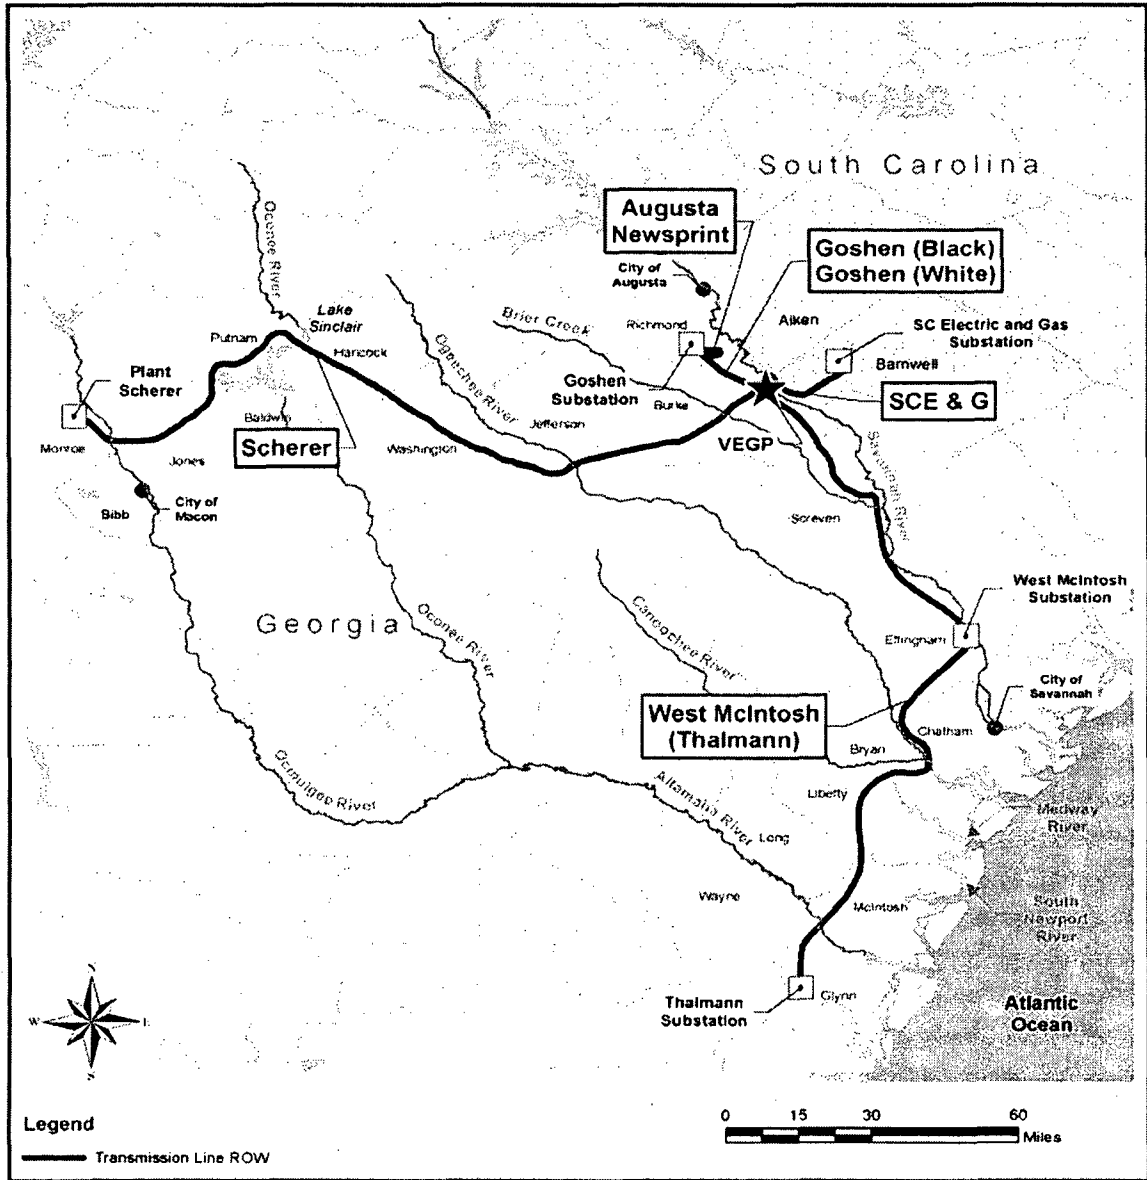 South Carolina
Augusta
Newsprint
Goshen (Black)
Goshen (White)
City of
Augusta
Oconee River
Lake
Sinclair
Brier Creek
Richmond
Aiken
SC Electric and Gas
Substation
Putnam
Hancock
Ogeechee River
Barnwell
Plant
Scherer
Goshen
Substation
Burke
SCE & G
Baldwin
Jefferson
VEGP
Scherer
Monroe
Jones
Washington
Savannah River
City of
Macon
Bibb
Screven
West McIntosh
Substation
Georgia
Oconee River
Canoochee River
Effingham
City of
Savannah
West McIntosh
(Thalmann)
Chatham
Bryan
Ocmulgee River
Altamaha River
Liberty
Medway
River
Long
Wayne
McIntosh
South
Newport
River
N
W
E
S
Thalmann
Substation
Glynn
Atlantic
Ocean
Legend
Transmission Line ROW
0 15 30 60
Miles